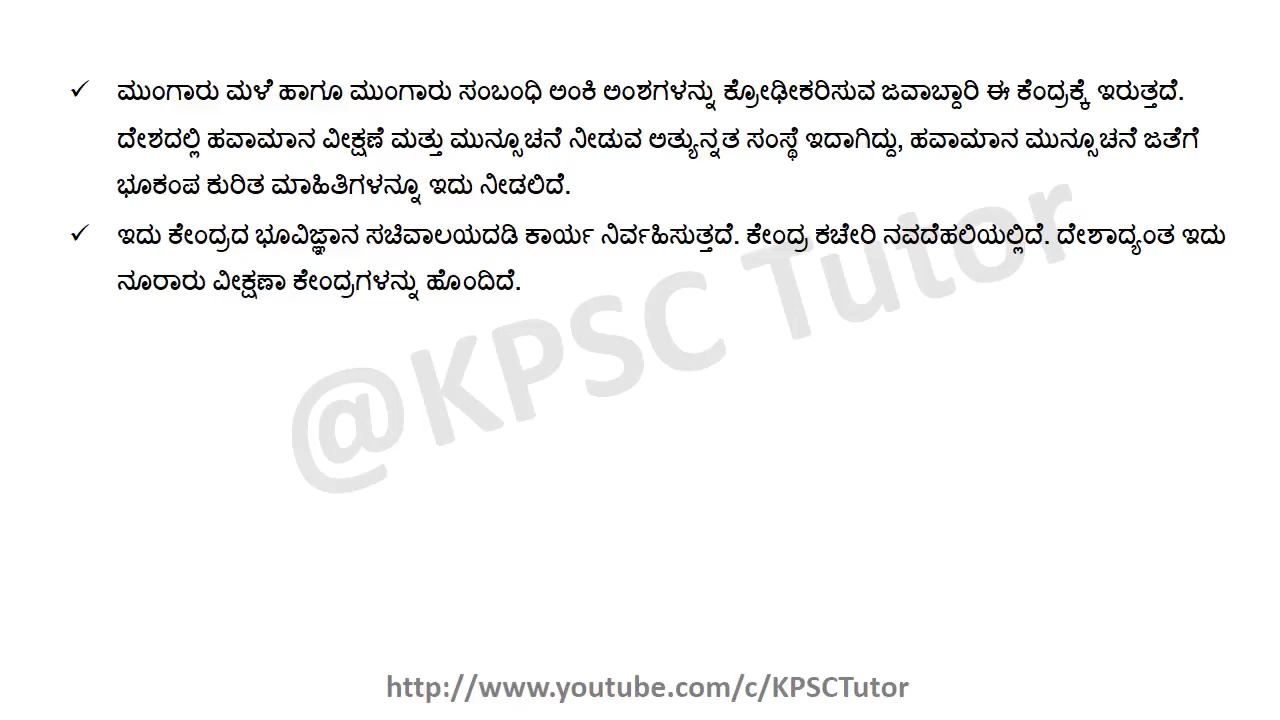 ✓ ಮುಂಗಾರು ಮಳೆ ಹಾಗೂ ಮುಂಗಾರು ಸಂಬಂಧಿ ಅಂಕಿ ಅಂಶಗಳನ್ನು ಕ್ರೋಢೀಕರಿಸುವ ಜವಾಬ್ದಾರಿ ಈ ಕೆಂದ್ರಕ್ಕೆ ಇರುತ್ತದೆ.
ದೇಶದಲ್ಲಿ ಹವಾಮಾನ ವೀಕ್ಷಣೆ ಮತ್ತು ಮುನ್ಸೂಚನೆ ನೀಡುವ ಅತ್ಯುನ್ನತ ಸಂಸ್ಥೆ ಇದಾಗಿದ್ದು, ಹವಾಮಾನ ಮುನ್ಸೂಚನೆ ಜತೆಗೆ
ಭೂಕಂಪ ಕುರಿತ ಮಾಹಿತಿಗಳನ್ನೂ ಇದು ನೀಡಲಿದೆ.
✓ ಇದು ಕೇಂದ್ರದ ಭೂವಿಜ್ಞಾನ ಸಚಿವಾಲಯದಡಿ ಕಾರ್ಯ ನಿರ್ವಹಿಸುತ್ತದೆ. ಕೇಂದ್ರ ಕಚೇರಿ ನವದೆಹಲಿಯಲ್ಲಿದೆ. ದೇಶಾದ್ಯಂತ ಇದು
ನೂರಾರು ವೀಕ್ಷಣಾ ಕೇಂದ್ರಗಳನ್ನು ಹೊಂದಿದೆ.
@KPSC Tutor
http://www.youtube.com/c/KPSCTutor